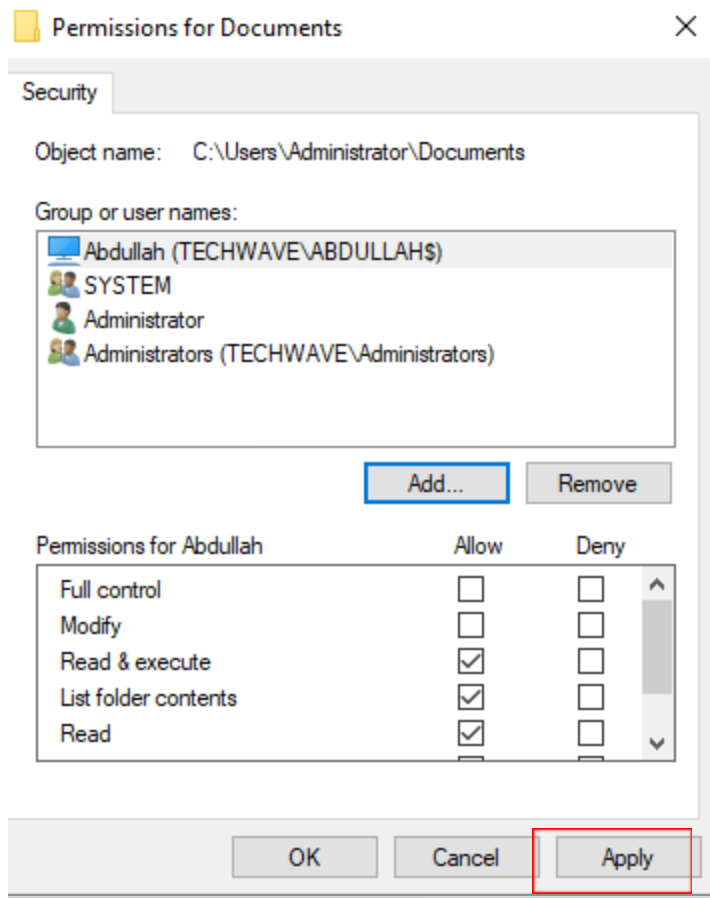 Permissions for Documents
Security
Object name: C:\Users\Administrator\Documents
Group or user names:
Abdullah (TECHWAVE\ABDULLAH$)
SYSTEM
Administrator
Administrators (TECHWAVE\Administrators)
Add... Remove
Permissions for Abdullah Allow Deny
Full control
Modify
Read & execute
List folder contents
Read
OK Cancel Apply